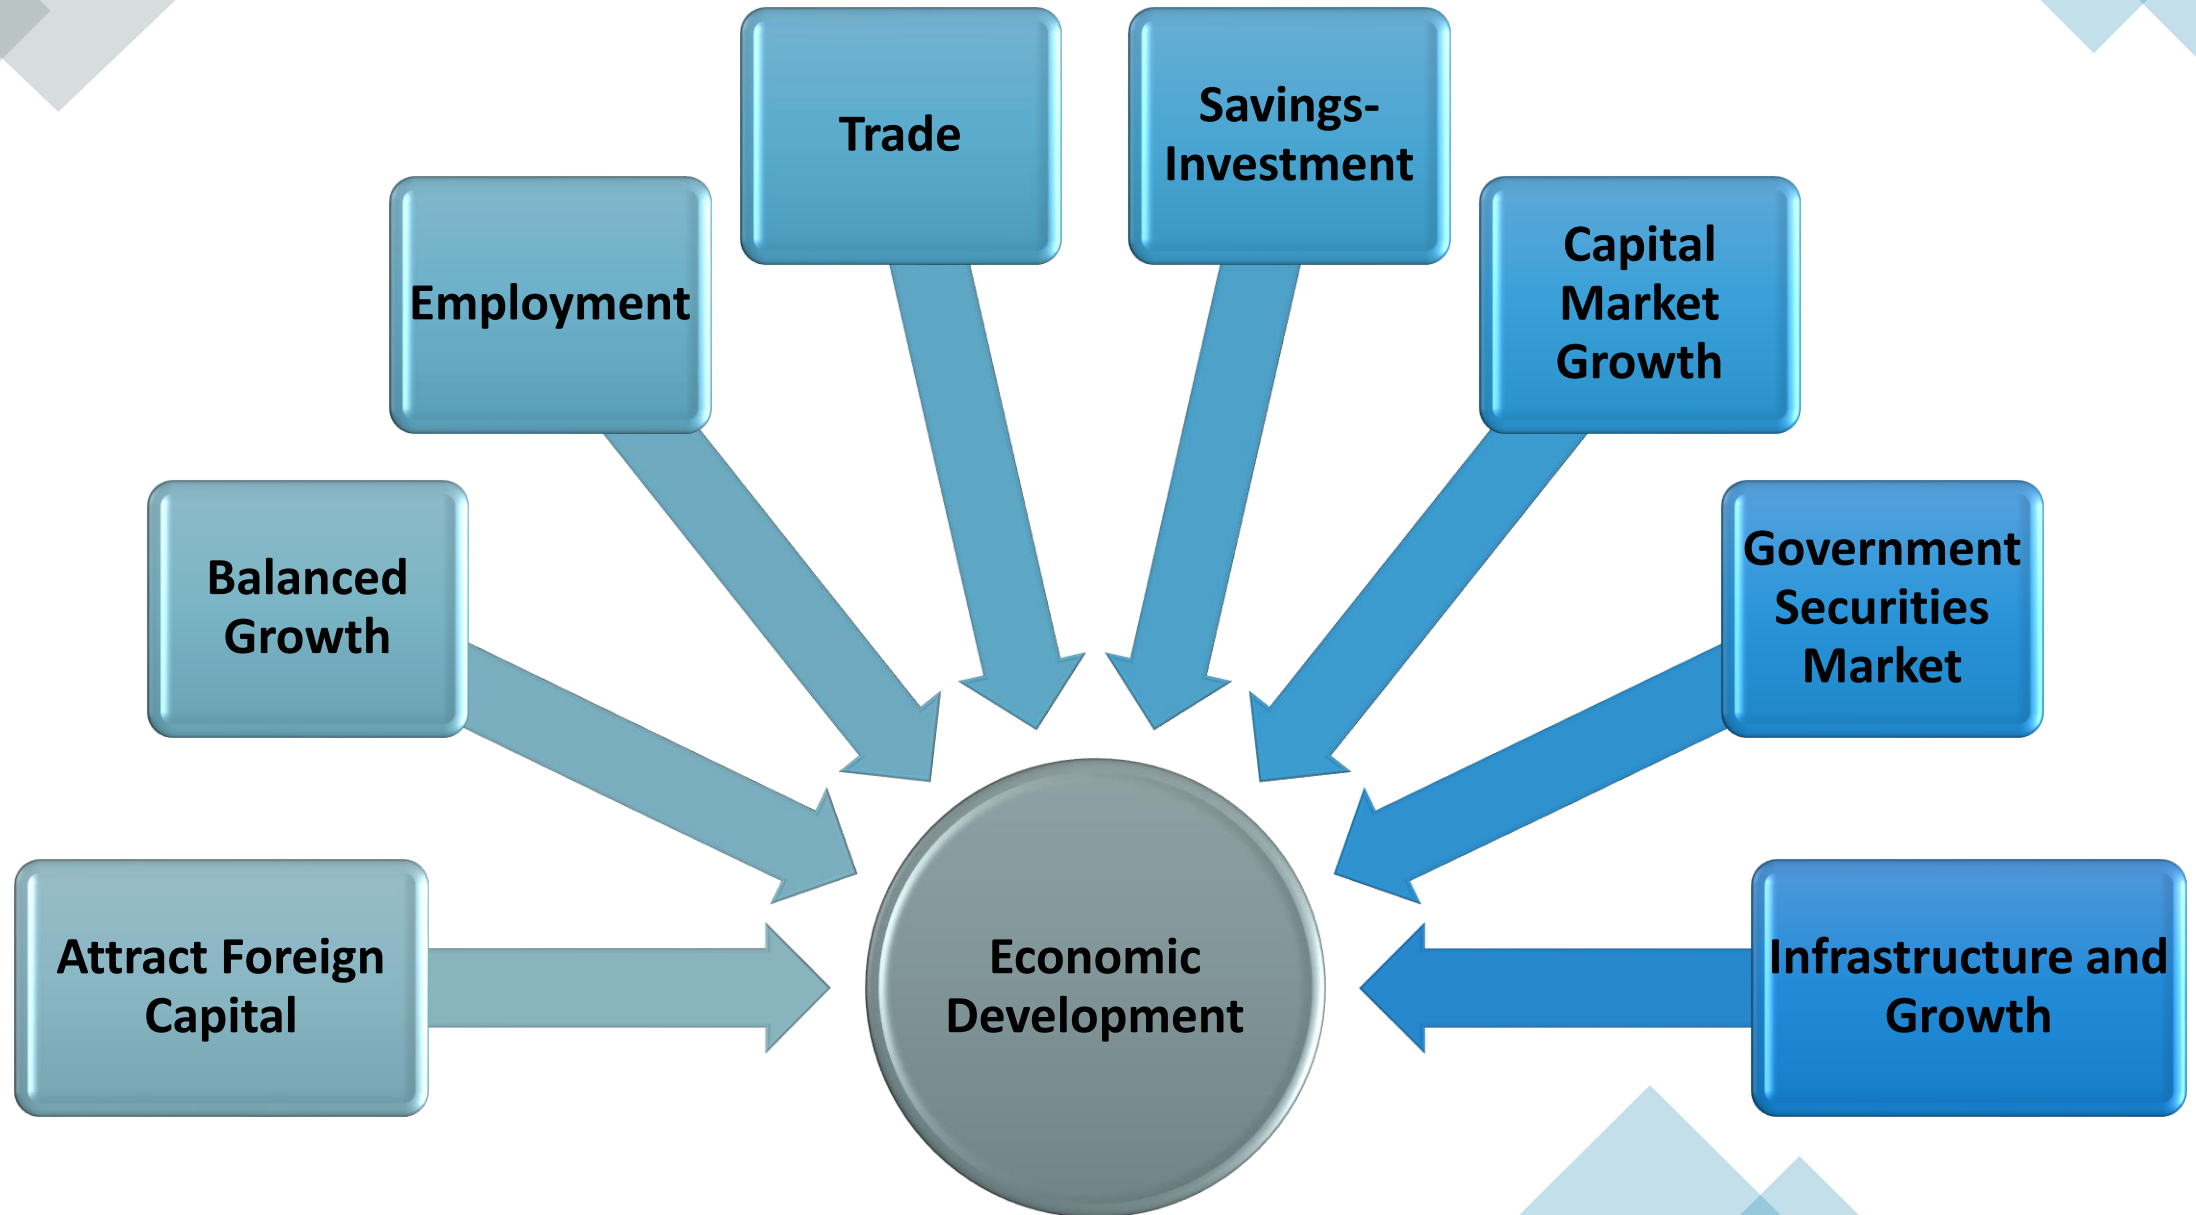 Trade
Savings-
Investment
Employment
Capital
Market
Growth
Balanced
Growth
Government
Securities
Market
Attract Foreign
Capital
Economic
Development
Infrastructure and
Growth